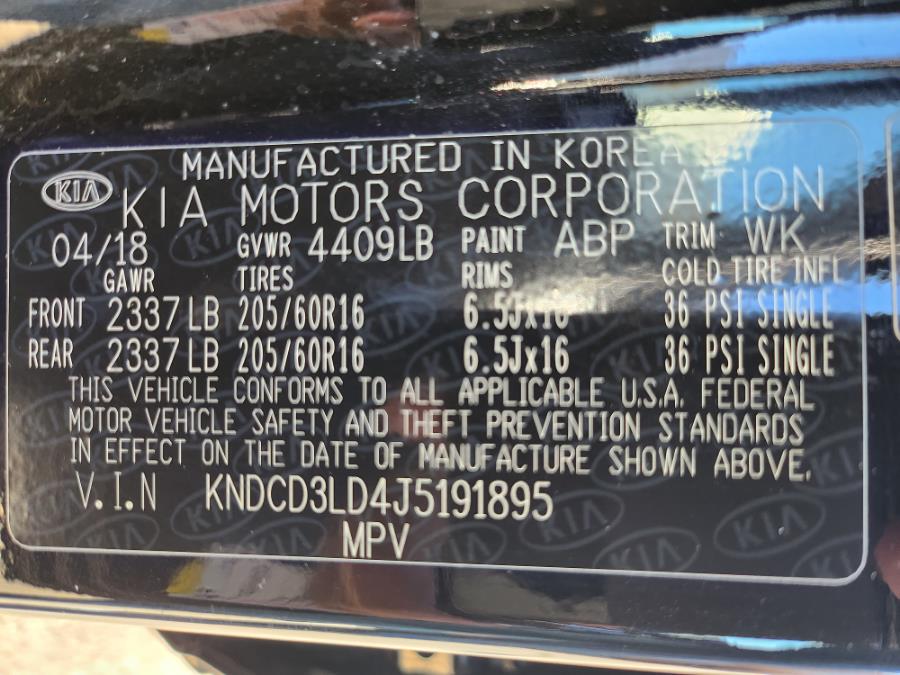 MANUFACTURED IN KOREA BY
KIA KIA MOTORS CORPORATION
04/18 GVWR 4409LB PAINT ABP TRIM WK
GAWR TIRES RIMS COLD TIRE INFL
FRONT 2337 LB 205/60R16 6.5Jx16 36 PSI SINGLE
REAR 2337 LB 205/60R16 6.5Jx16 36 PSI SINGLE
THIS VEHICLE CONFORMS TO ALL APPLICABLE U.S.A. FEDERAL
MOTOR VEHICLE SAFETY AND THEFT PREVENTION STANDARDS
IN EFFECT ON THE DATE OF MANUFACTURE SHOWN ABOVE.
V.I.N KNDCD3LD4J5191895
MPV